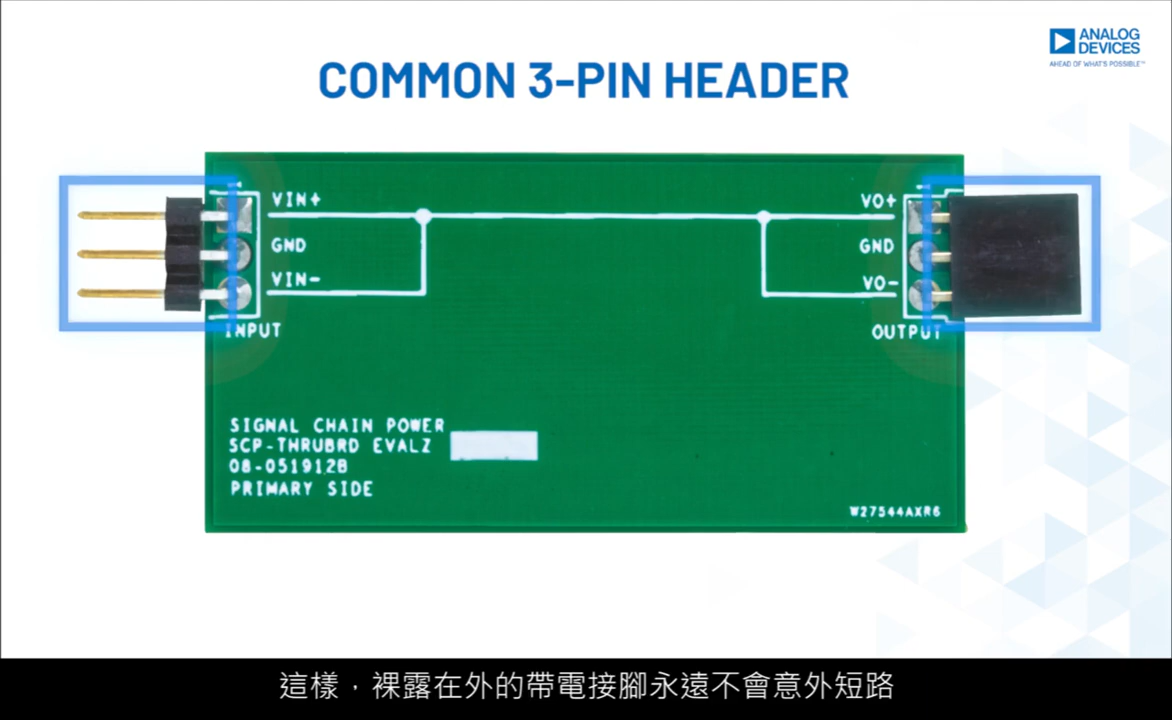 ANALOG
DEVICES
AHEAD OF WHAT'S POSSIBLE™
COMMON 3-PIN HEADER
VIN+
GND
VIN-
INPUT
VO+
GND
VO-
OUTPUT
SIGNAL CHAIN POWER
SCP-THRUBRD EVALZ
08-051912B
PRIMARY SIDE
W27544AXR6
這樣，裸露在外的帶電接腳永遠不會意外短路